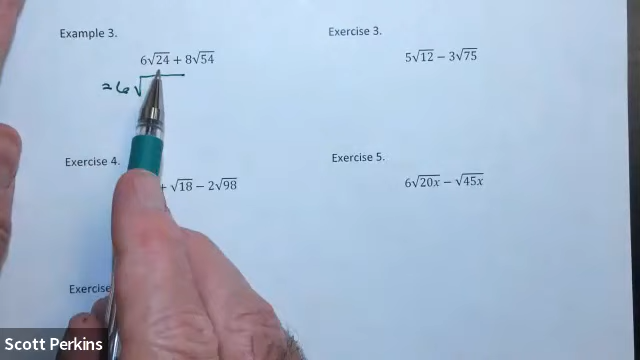 Example 3.
6√24 + 8√54
= 6√
Exercise 3.
5√12 − 3√75
Exercise 4.
+ √18 − 2√98
Exercise 5.
6√20x − √45x
Exercise
Scott Perkins